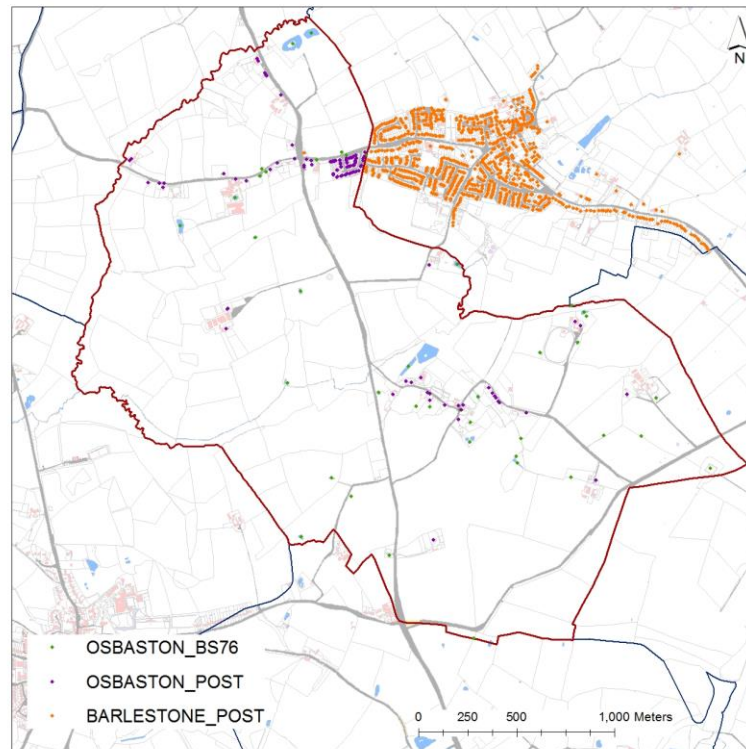 N
OSBASTON_BS76
OSBASTON_POST
BARLESTONE_POST
0 250 500 1,000 Meters